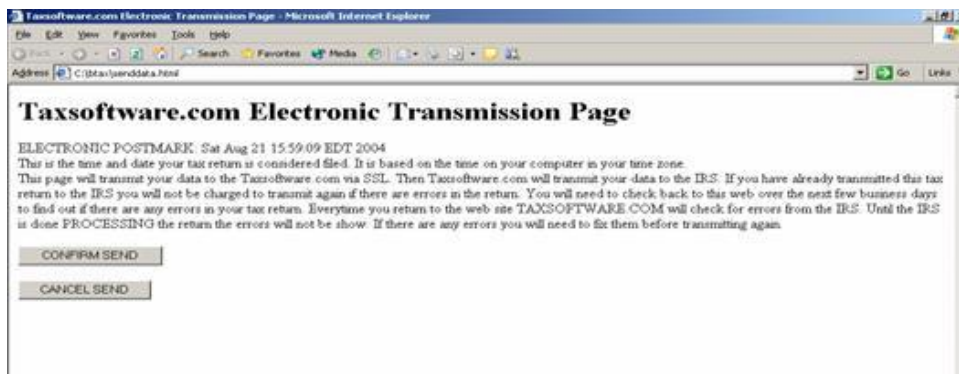 Taxsoftware.com Electronic Transmission Page - Microsoft Internet Explorer
File Edit View Favorites Tools Help
Back Search Favorites Media
Address C:\btax\senddata.html Go Links
Taxsoftware.com Electronic Transmission Page
ELECTRONIC POSTMARK: Sat Aug 21 15:59:09 EDT 2004
This is the time and date your tax return is considered filed. It is based on the time on your computer in your time zone.
This page will transmit your data to the Taxsoftware.com via SSL. Then Taxsoftware.com will transmit your data to the IRS. If you have already transmitted this tax
return to the IRS you will not be charged to transmit again if there are errors in the return. You will need to check back to this web over the next few business days
to find out if there are any errors in your tax return. Everytime you return to the web site TAXSOFTWARE.COM will check for errors from the IRS. Until the IRS
is done PROCESSING the return the errors will not be show. If there are any errors you will need to fix them before transmitting again.
CONFIRM SEND
CANCEL SEND